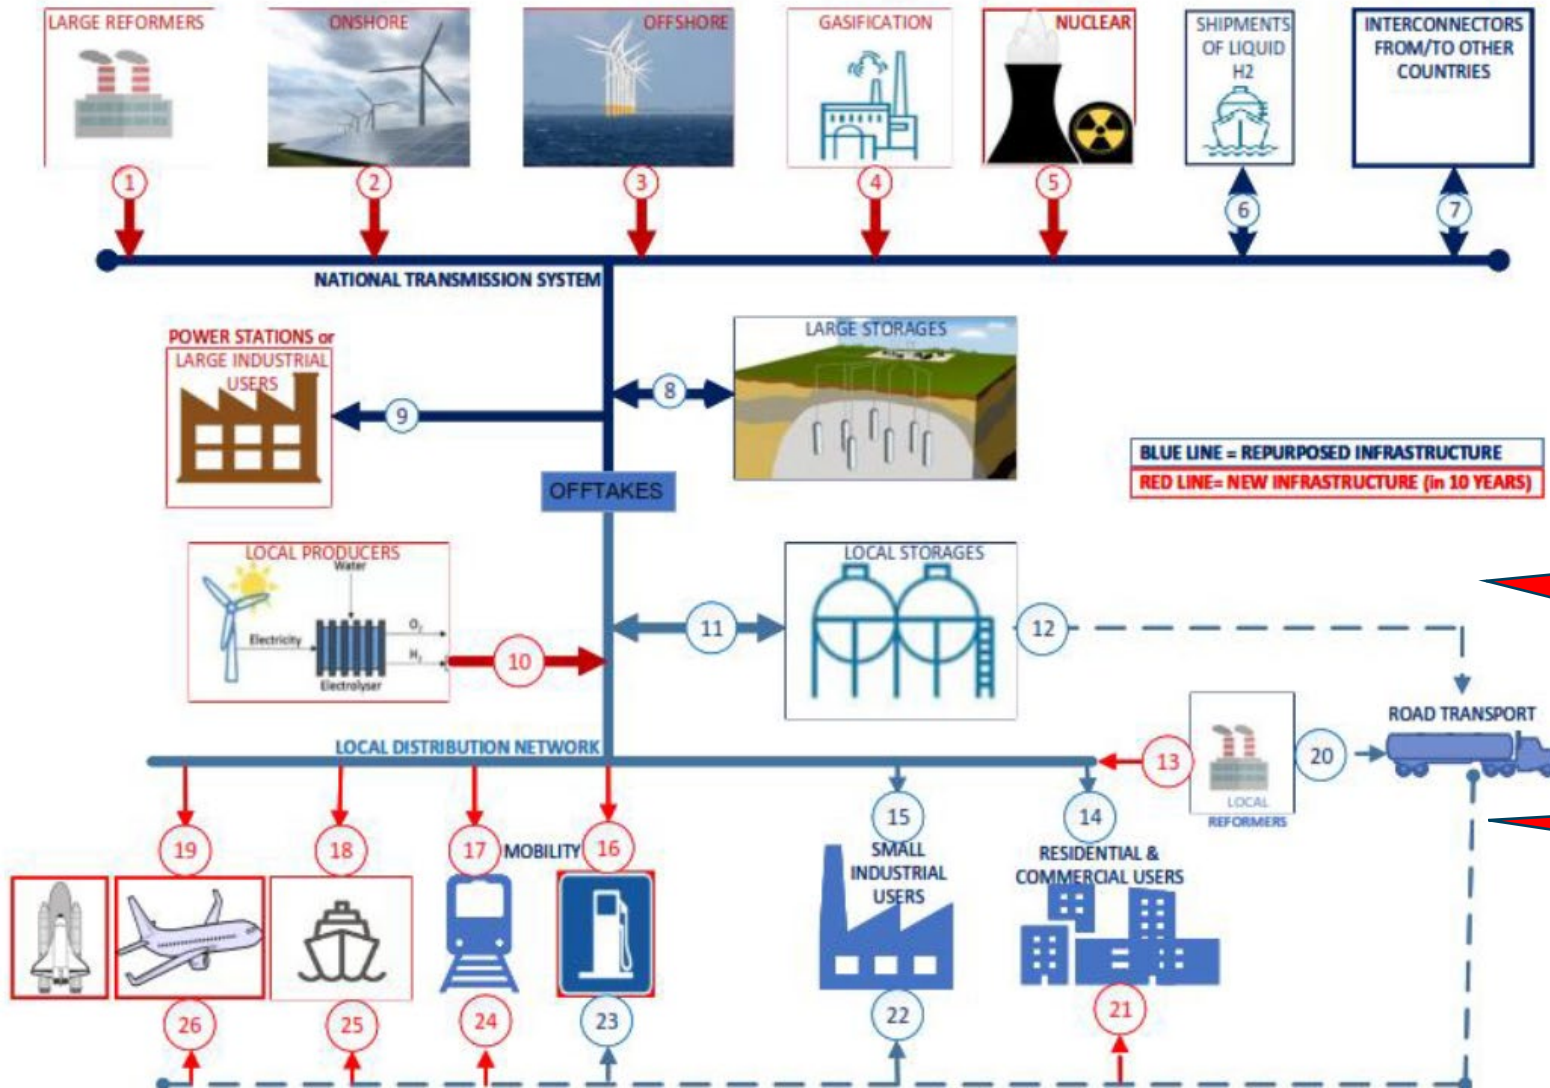 LARGE REFORMERS
ONSHORE
OFFSHORE
GASIFICATION
NUCLEAR
SHIPMENTS
OF LIQUID
H2
INTERCONNECTORS
FROM/TO OTHER
COUNTRIES
1
2
3
4
5
6
7
NATIONAL TRANSMISSION SYSTEM
POWER STATIONS or
LARGE INDUSTRIAL
USERS
LARGE STORAGES
8
9
BLUE LINE = REPURPOSED INFRASTRUCTURE
RED LINE= NEW INFRASTRUCTURE (in 10 YEARS)
OFFTAKES
LOCAL PRODUCERS
Water
Electricity
O₂
H₂
Electrolyser
10
LOCAL STORAGES
11
12
ROAD TRANSPORT
LOCAL DISTRIBUTION NETWORK
13
LOCAL
REFORMERS
20
19
18
17
MOBILITY
16
15
SMALL
INDUSTRIAL
USERS
14
RESIDENTIAL &
COMMERCIAL USERS
26
25
24
23
22
21